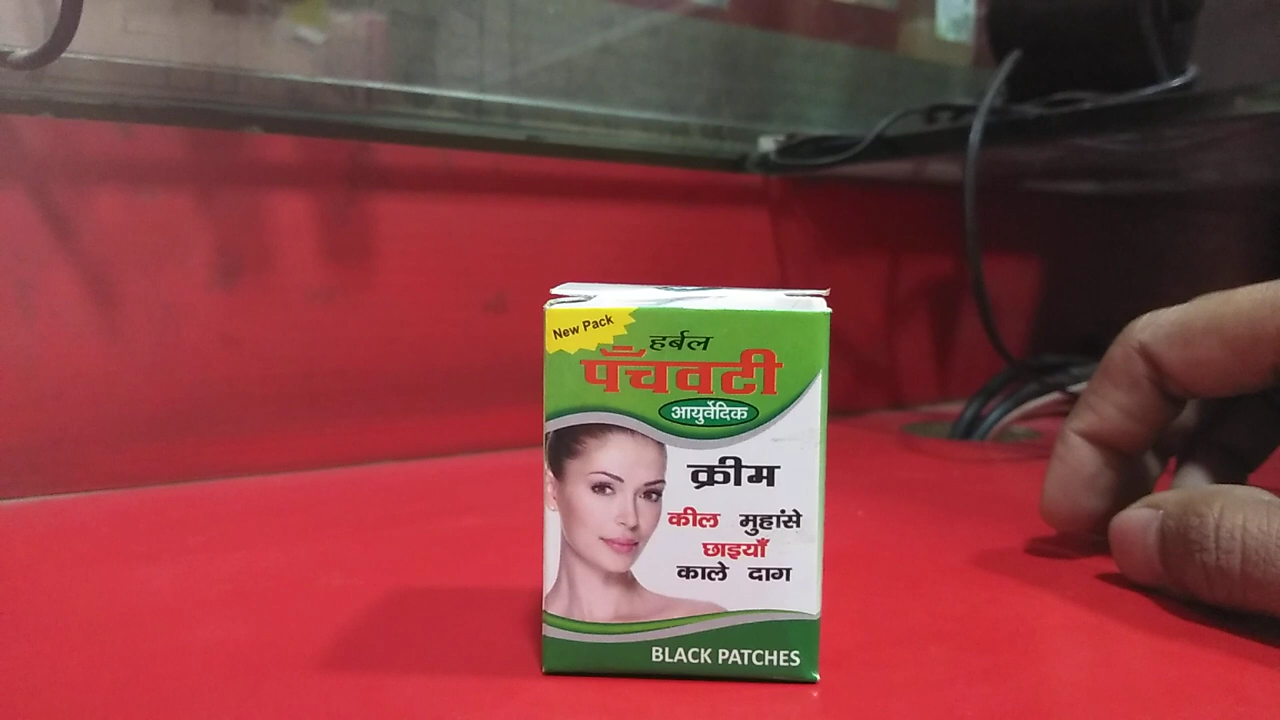 New Pack
हर्बल
पँचवटी
आयुर्वेदिक
क्रीम
कील मुहांसे
छाइयाँ
काले दाग
BLACK PATCHES